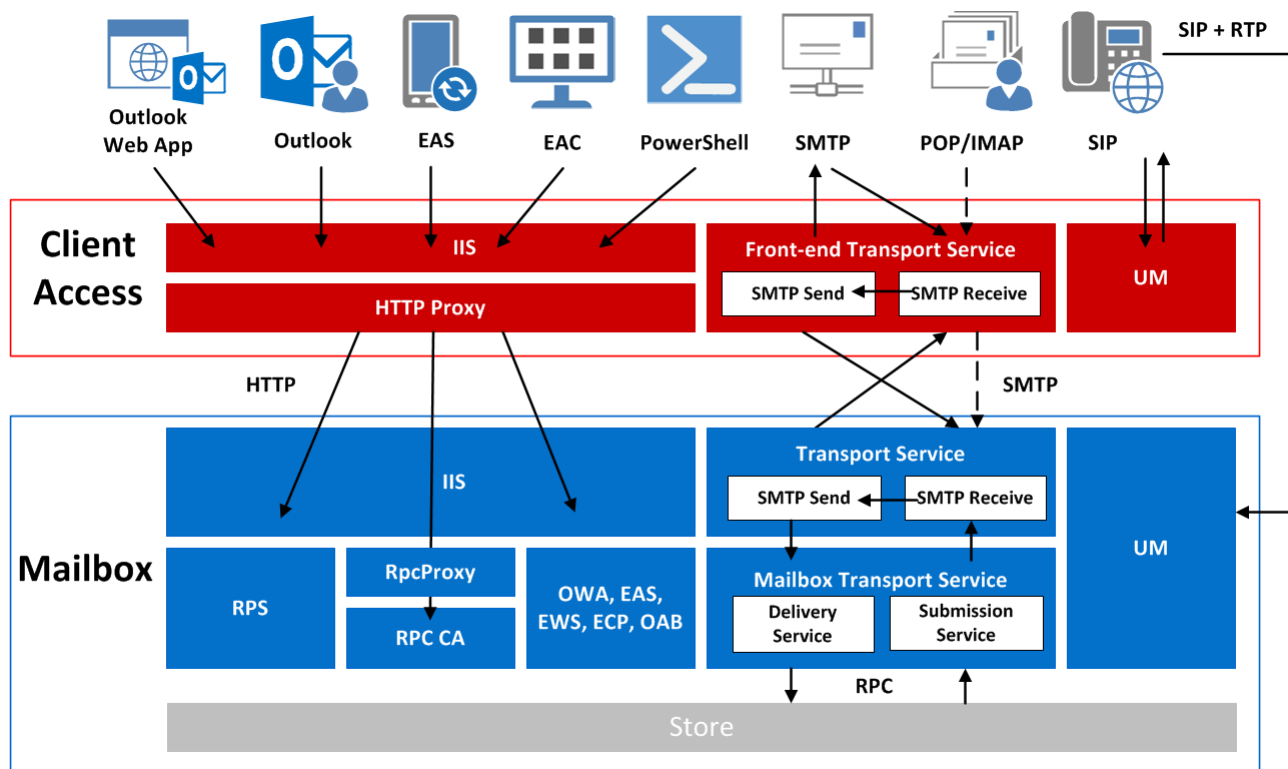 SIP + RTP
Outlook
Web App
Outlook
EAS
EAC
PowerShell
SMTP
POP/IMAP
SIP
Client
Access
IIS
HTTP Proxy
Front-end Transport Service
SMTP Send
SMTP Receive
UM
HTTP
SMTP
Mailbox
IIS
Transport Service
SMTP Send
SMTP Receive
UM
RPS
RpcProxy
RPC CA
OWA, EAS,
EWS, ECP, OAB
Mailbox Transport Service
Delivery
Service
Submission
Service
RPC
Store